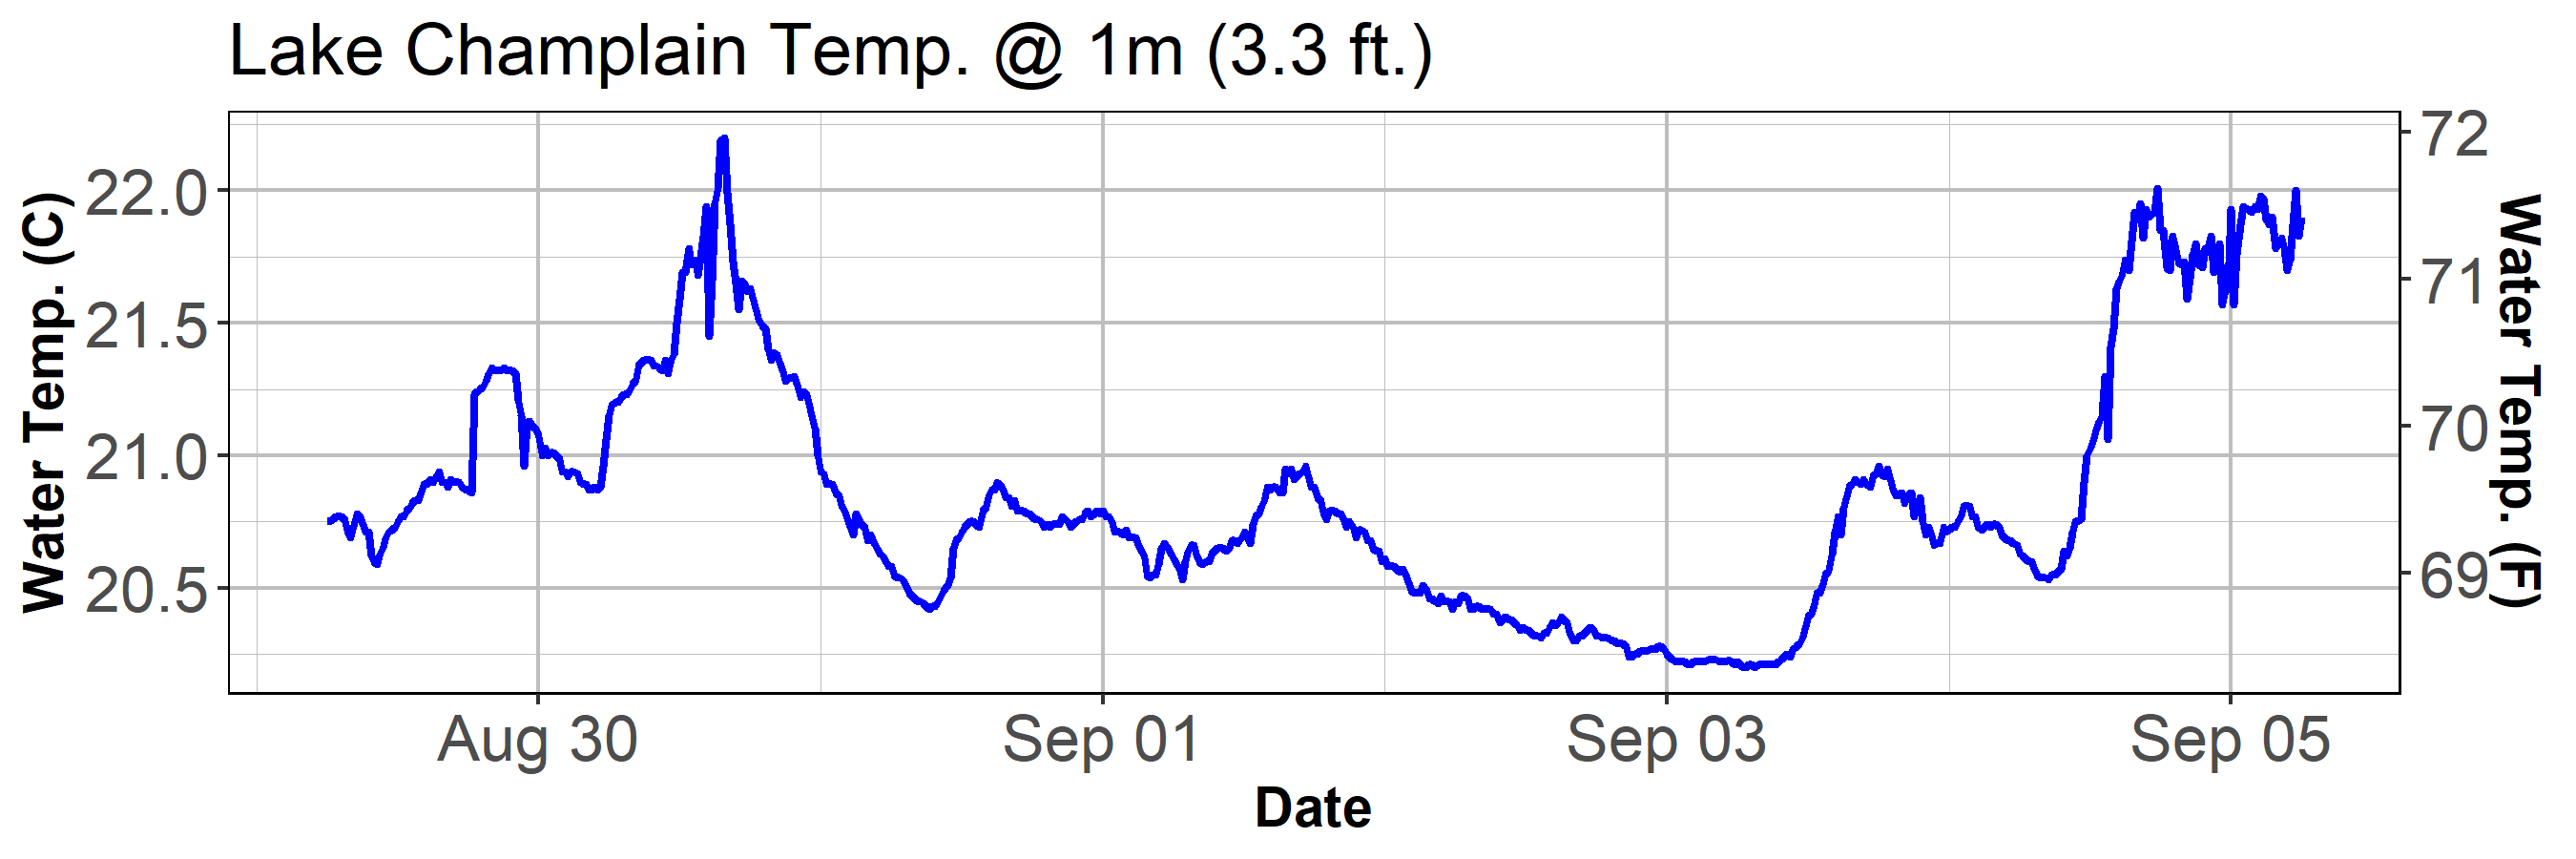 Lake Champlain Temp. @ 1m (3.3 ft.)
Water Temp. (C)
22.0
21.5
21.0
20.5
72
71
70
69
Water Temp. (F)
Aug 30
Sep 01
Sep 03
Sep 05
Date